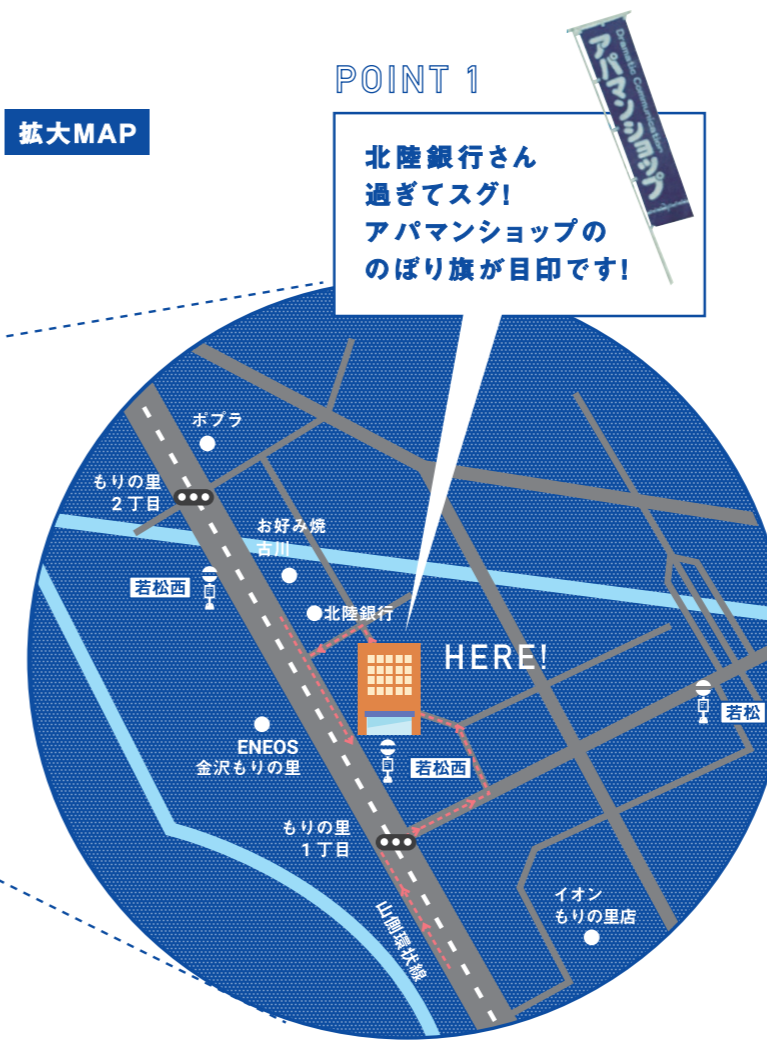 POINT 1
Dramatic Communication
アパマンショップ
拡大MAP
北陸銀行さん
過ぎてスグ!
アパマンショップの
のぼり旗が目印です!
ポプラ
もりの里
2丁目
お好み焼
古川
若松西
北陸銀行
HERE!
若松
ENEOS
金沢もりの里
若松西
もりの里
1丁目
イオン
もりの里店
山側環状線